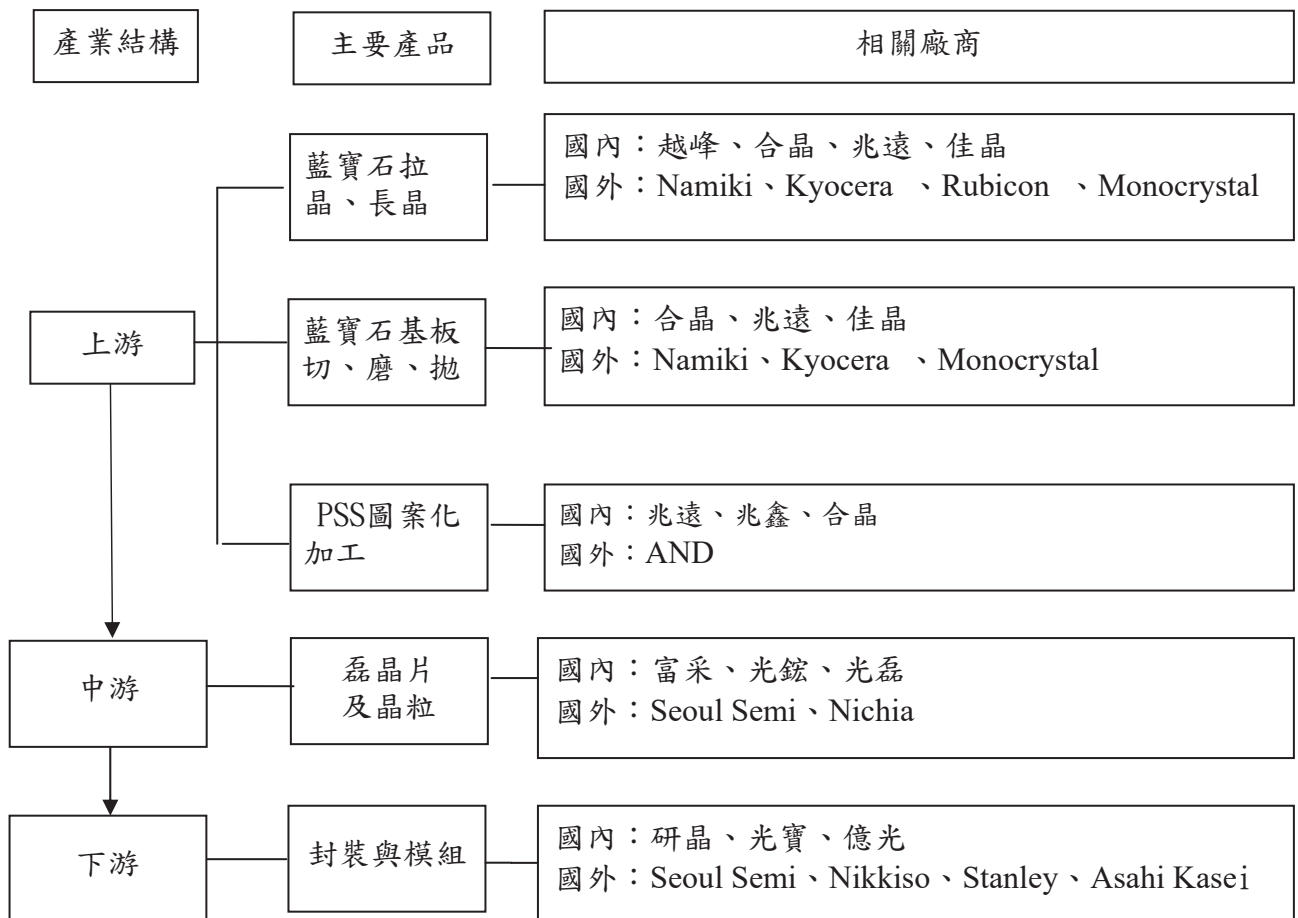 產業結構
主要產品
相關廠商
藍寶石拉
晶、長晶
國內：越峰、合晶、兆遠、佳晶
國外：Namiki、Kyocera 、Rubicon 、Monocrystal
上游
藍寶石基板
切、磨、拋
國內：合晶、兆遠、佳晶
國外：Namiki、Kyocera 、Monocrystal
PSS圖案化
加工
國內：兆遠、兆鑫、合晶
國外：AND
中游
磊晶片
及晶粒
國內：富采、光鋐、光磊
國外：Seoul Semi、Nichia
下游
封裝與模組
國內：研晶、光寶、億光
國外：Seoul Semi、Nikkiso、Stanley、Asahi Kasei